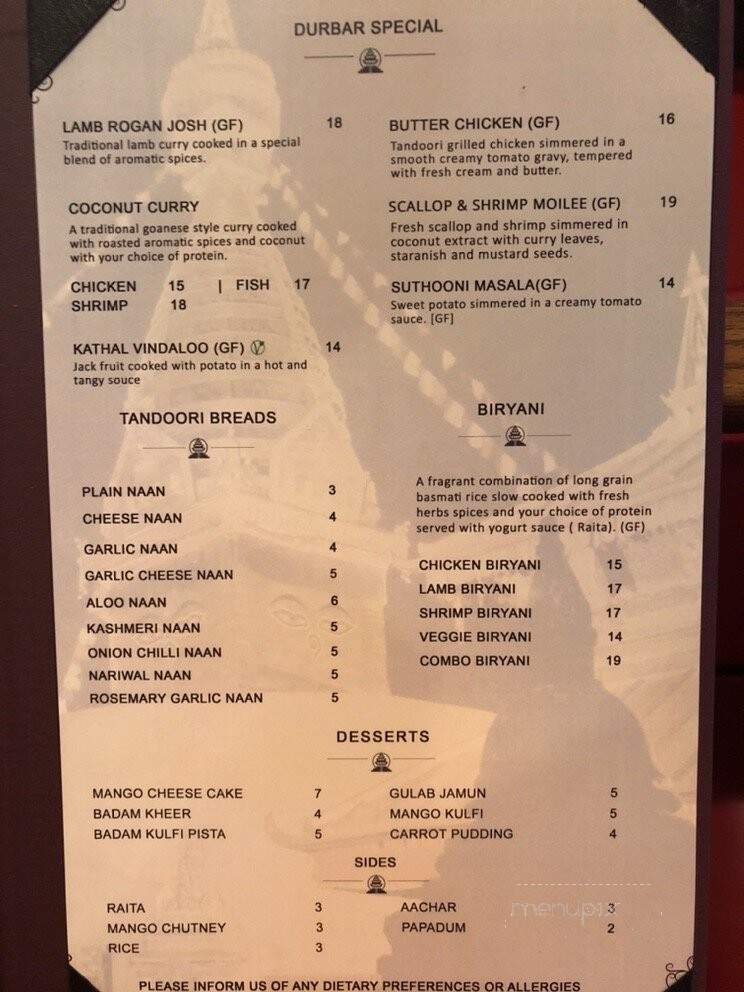 DURBAR SPECIAL
LAMB ROGAN JOSH (GF) 18
Traditional lamb curry cooked in a special
blend of aromatic spices.
COCONUT CURRY
A traditional goanese style curry cooked
with roasted aromatic spices and coconut
with your choice of protein.
CHICKEN 15 | FISH 17
SHRIMP 18
KATHAL VINDALOO (GF) V 14
Jack fruit cooked with potato in a hot and
tangy souce
BUTTER CHICKEN (GF) 16
Tandoori grilled chicken simmered in a
smooth creamy tomato gravy, tempered
with fresh cream and butter.
SCALLOP & SHRIMP MOILEE (GF) 19
Fresh scallop and shrimp simmered in
coconut extract with curry leaves,
staranish and mustard seeds.
SUTHOONI MASALA(GF) 14
Sweet potato simmered in a creamy tomato
sauce. [GF]
TANDOORI BREADS
PLAIN NAAN 3
CHEESE NAAN 4
GARLIC NAAN 4
GARLIC CHEESE NAAN 5
ALOO NAAN 6
KASHMERI NAAN 5
ONION CHILLI NAAN 5
NARIWAL NAAN 5
ROSEMARY GARLIC NAAN 5
BIRYANI
A fragrant combination of long grain
basmati rice slow cooked with fresh
herbs spices and your choice of protein
served with yogurt sauce ( Raita). (GF)
CHICKEN BIRYANI 15
LAMB BIRYANI 17
SHRIMP BIRYANI 17
VEGGIE BIRYANI 14
COMBO BIRYANI 19
DESSERTS
MANGO CHEESE CAKE 7
BADAM KHEER 4
BADAM KULFI PISTA 5
GULAB JAMUN 5
MANGO KULFI 5
CARROT PUDDING 4
SIDES
RAITA 3
MANGO CHUTNEY 3
RICE 3
AACHAR 3
PAPADUM 2
menupix
PLEASE INFORM US OF ANY DIETARY PREFERENCES OR ALLERGIES